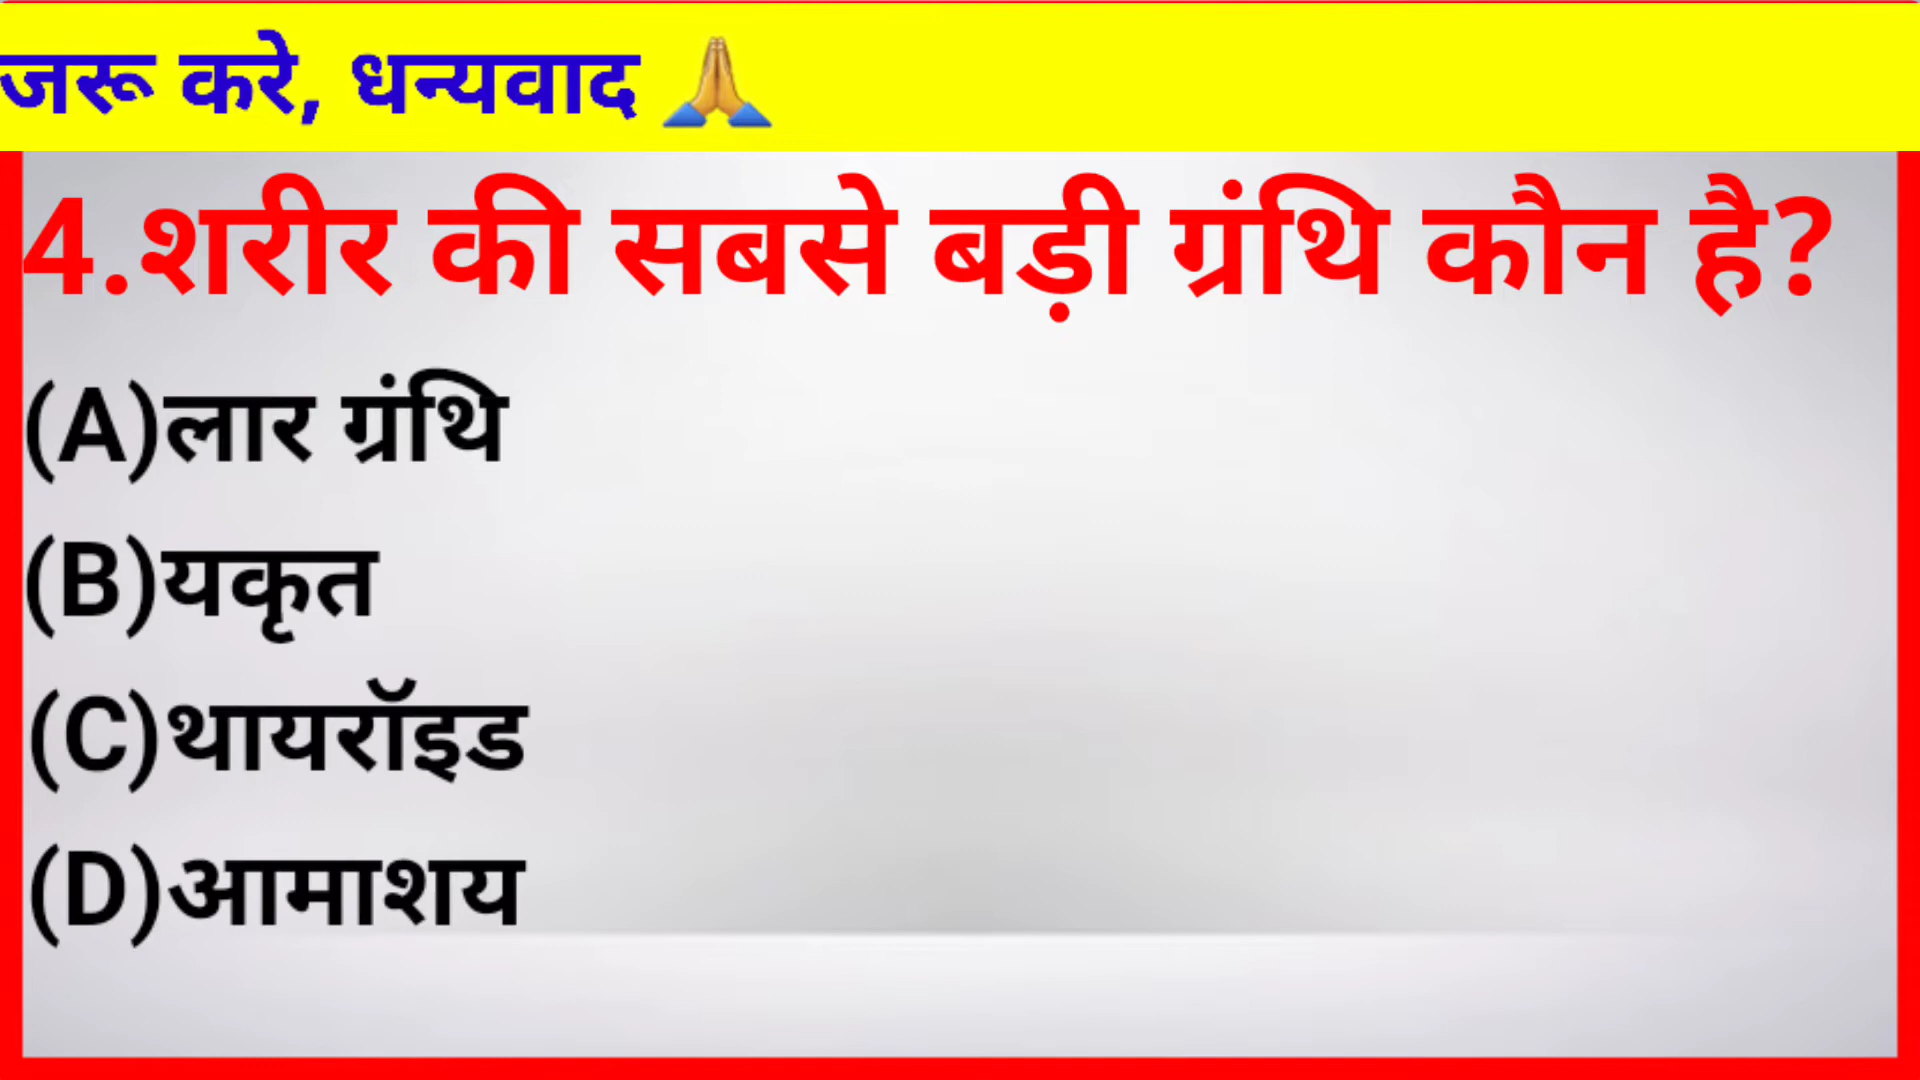 जरू करे, धन्यवाद 🙏
4.शरीर की सबसे बड़ी ग्रंथि कौन है?
(A)लार ग्रंथि
(B)यकृत
(C)थायरॉइड
(D)आमाशय